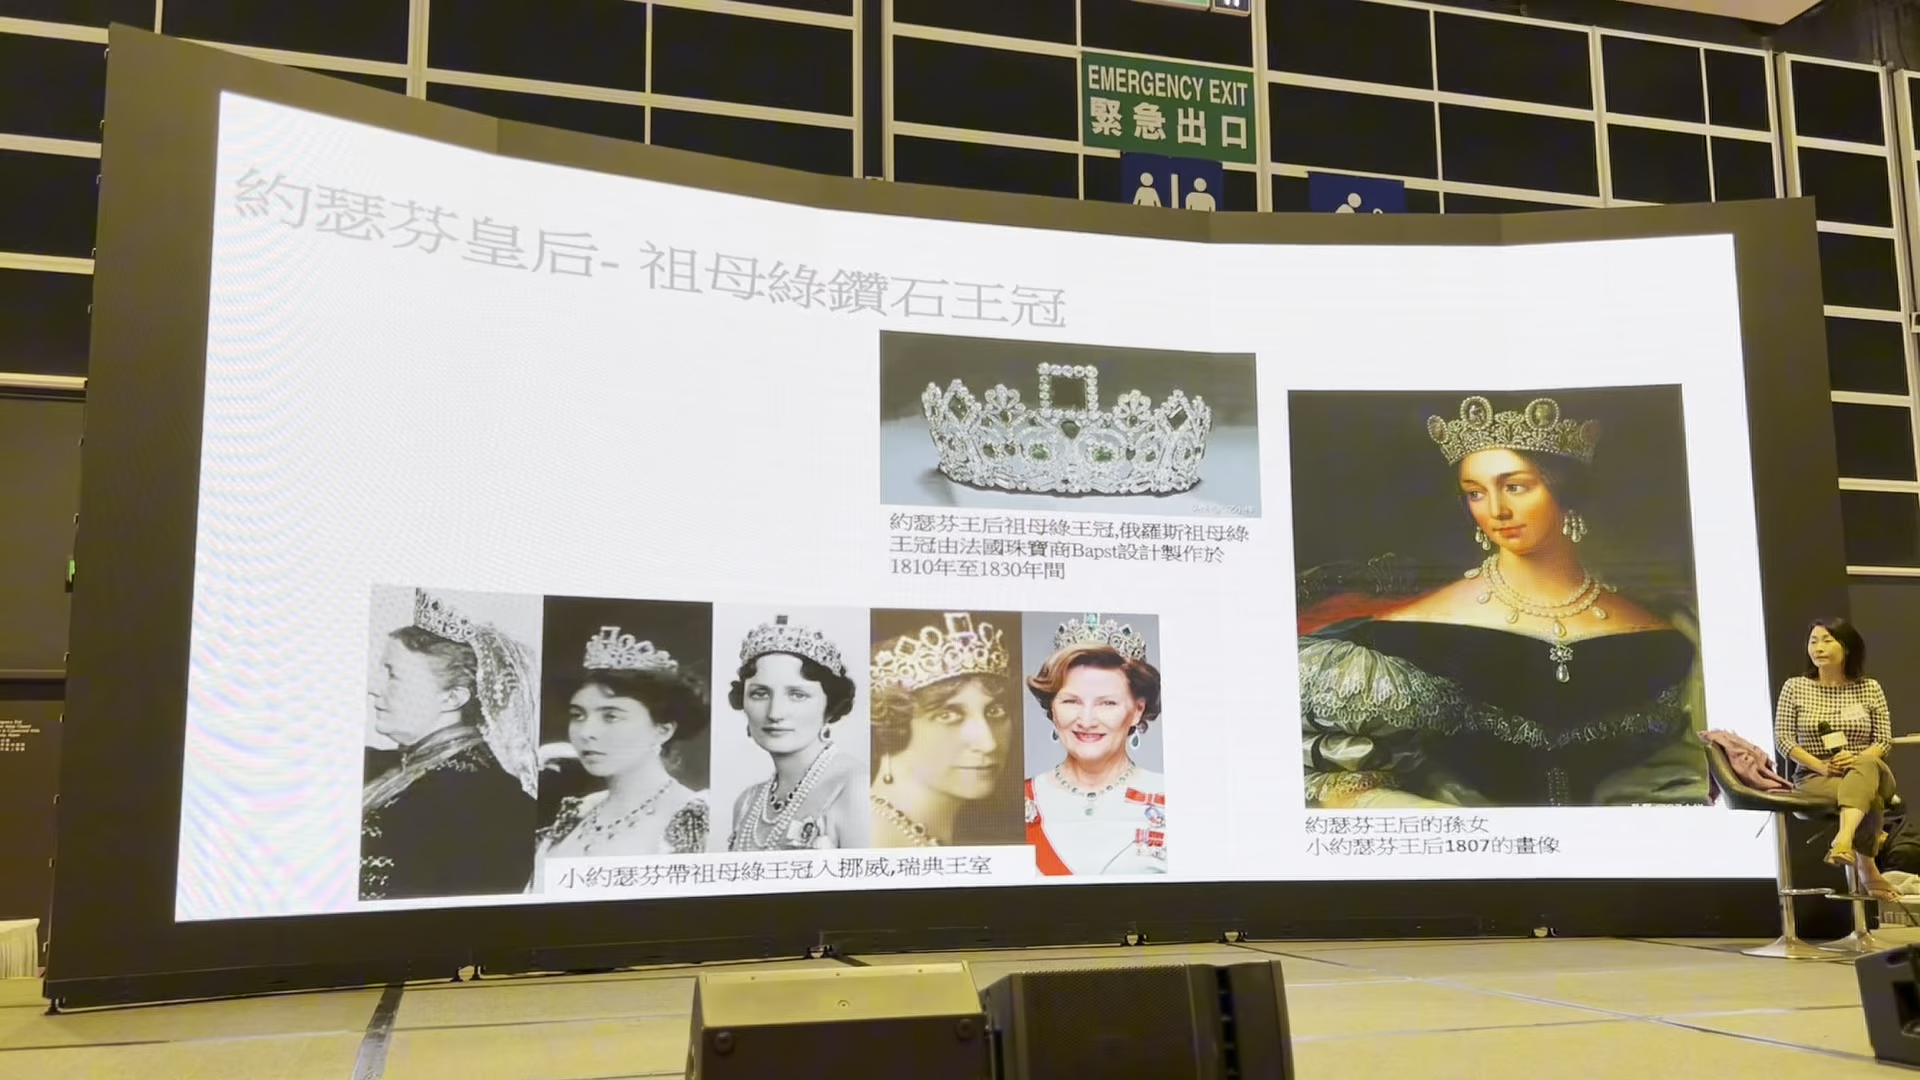 EMERGENCY EXIT
緊急出口
約瑟芬皇后- 祖母綠鑽石王冠
約瑟芬王后祖母綠王冠,俄羅斯祖母綠
王冠由法國珠寶商Bapst設計製作於
1810年至1830年間
小約瑟芬帶祖母綠王冠入挪威,瑞典王室
約瑟芬王后的孫女
小約瑟芬王后1807的畫像